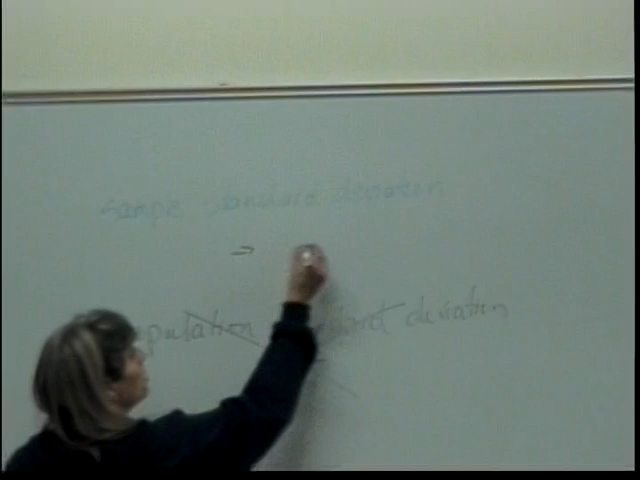 sample standard deviation
→
population standard deviation